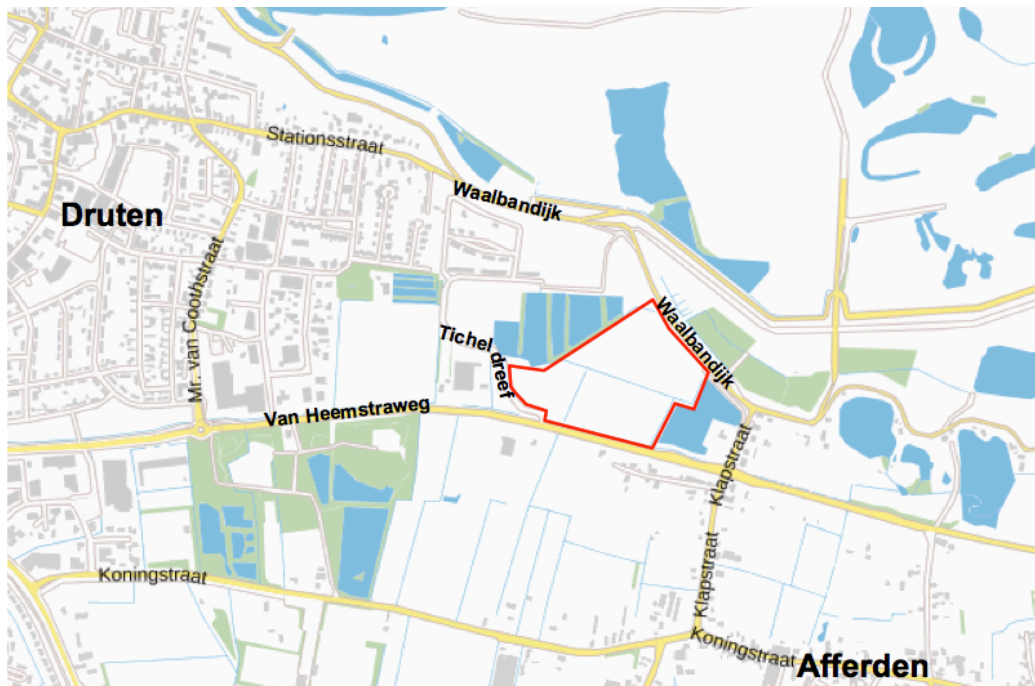 Stationsstraat
Waalbandijk
Druten
Mr. van Coothstraat
Waalbandijk
Tichel dreef
Van Heemstraweg
Klapstraat
Koningstraat
Klapstraat
Koningstraat
Afferden